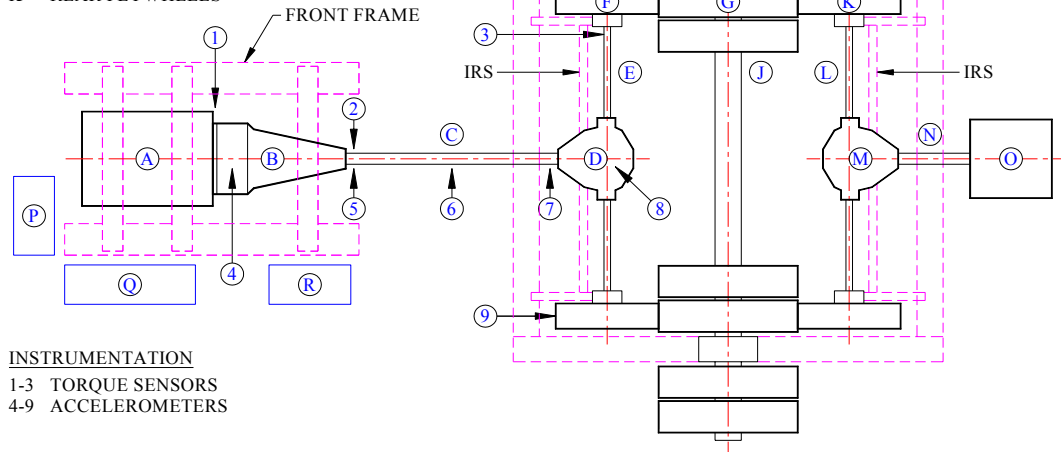 FRONT FRAME
1
F
G
K
3
IRS
E
J
L
IRS
2
C
N
A
B
D
M
O
P
5
6
7
8
4
Q
R
9
INSTRUMENTATION
1-3 TORQUE SENSORS
4-9 ACCELEROMETERS